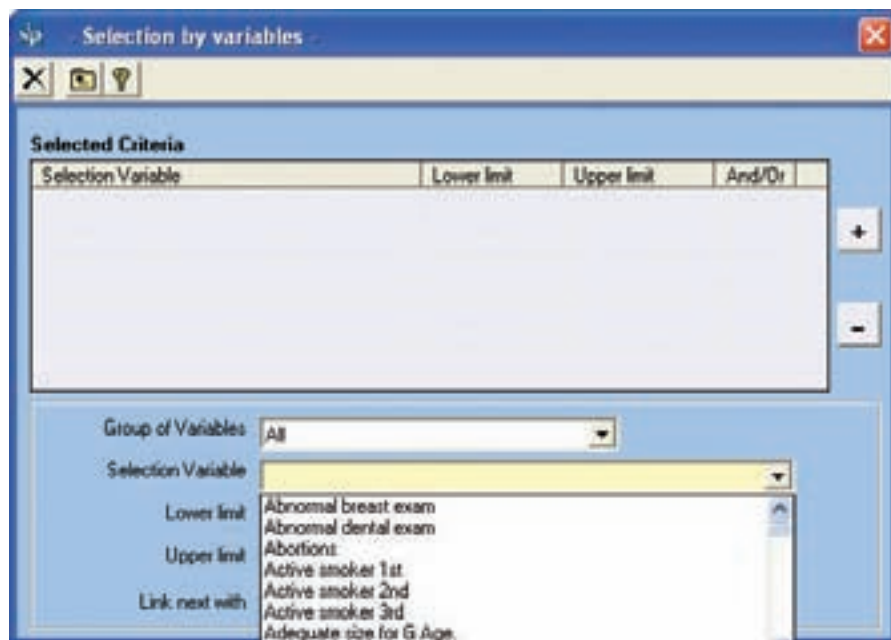 sip - Selection by variables -
Selected Criteria
Selection Variable Lower limit Upper limit And/Or
+
-
Group of Variables All
Selection Variable
Lower limit
Upper limit
Link next with
Abnormal breast exam
Abnormal dental exam
Abortions
Active smoker 1st
Active smoker 2nd
Active smoker 3rd
Adequate size for G.Age.